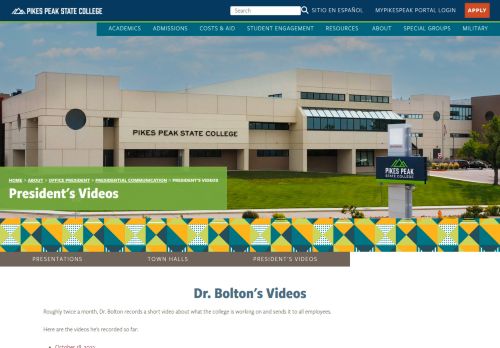 PIKES PEAK STATE COLLEGE
Search
SITIO EN ESPAÑOL
MYPIKESPEAK PORTAL LOGIN
APPLY
ACADEMICS
ADMISSIONS
COSTS & AID
STUDENT ENGAGEMENT
RESOURCES
ABOUT
SPECIAL GROUPS
MILITARY
PIKES PEAK STATE COLLEGE
PIKES PEAK
STATE COLLEGE
HOME > ABOUT > OFFICE PRESIDENT > PRESIDENTIAL COMMUNICATION > PRESIDENT'S VIDEOS
President's Videos
PRESENTATIONS
TOWN HALLS
PRESIDENT'S VIDEOS
Dr. Bolton's Videos
Roughly twice a month, Dr. Bolton records a short video about what the college is working on and sends it to all employees.
Here are the videos he's recorded so far:
October 18,